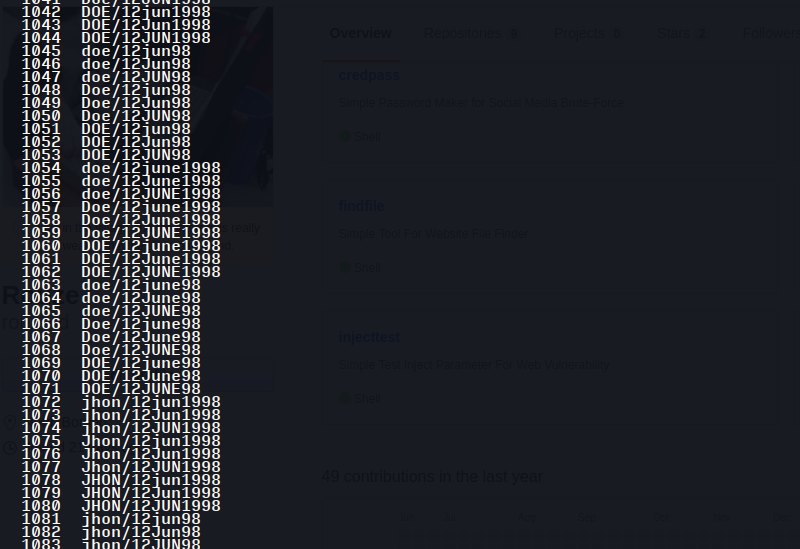 1041 Doe/12JUN1998
1042 DOE/12jun1998
1043 DOE/12Jun1998
1044 DOE/12JUN1998
1045 doe/12jun98
1046 doe/12Jun98
1047 doe/12JUN98
1048 Doe/12jun98
1049 Doe/12Jun98
1050 Doe/12JUN98
1051 DOE/12jun98
1052 DOE/12Jun98
1053 DOE/12JUN98
1054 doe/12june1998
1055 doe/12June1998
1056 doe/12JUNE1998
1057 Doe/12june1998
1058 Doe/12June1998
1059 Doe/12JUNE1998
1060 DOE/12june1998
1061 DOE/12June1998
1062 DOE/12JUNE1998
1063 doe/12june98
1064 doe/12June98
1065 doe/12JUNE98
1066 Doe/12june98
1067 Doe/12June98
1068 Doe/12JUNE98
1069 DOE/12june98
1070 DOE/12June98
1071 DOE/12JUNE98
1072 jhon/12jun1998
1073 jhon/12Jun1998
1074 jhon/12JUN1998
1075 Jhon/12jun1998
1076 Jhon/12Jun1998
1077 Jhon/12JUN1998
1078 JHON/12jun1998
1079 JHON/12Jun1998
1080 JHON/12JUN1998
1081 jhon/12jun98
1082 jhon/12Jun98
1083 jhon/12JUN98
really
Overview Repositories 9 Projects 0 Stars 2 Followers
credpass
Simple Password Maker for Social Media Brute Force
Shell
findfile
Simple Tool For Website File Finder
Shell
injecttest
Simple Test Inject Parameter For Web Vulnerability
Shell
49 contributions in the last year